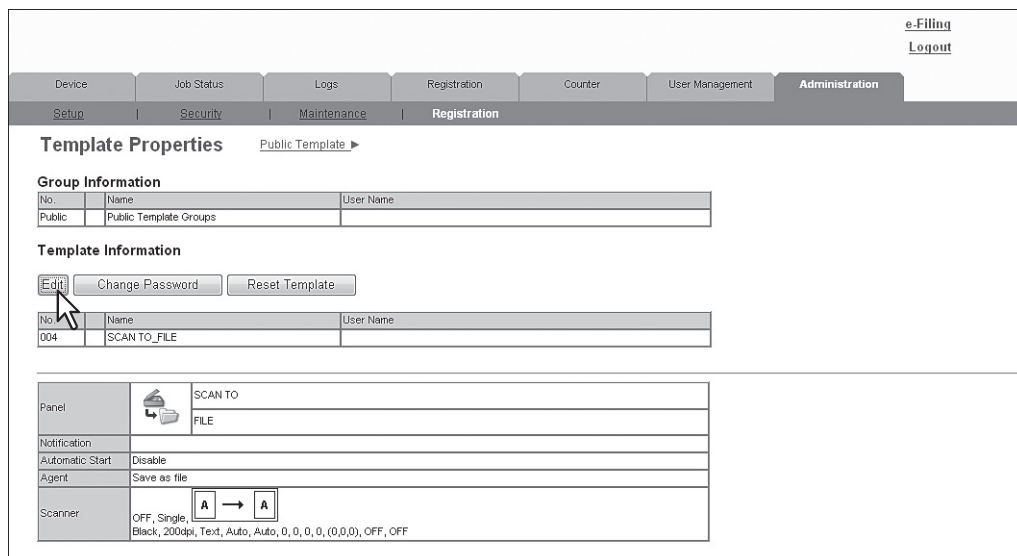 e-Filing
Logout
Device Job Status Logs Registration Counter User Management Administration
Setup | Security | Maintenance | Registration
Template Properties Public Template ▶
Group Information
No. Name User Name
Public Public Template Groups
Template Information
Edit Change Password Reset Template
No. Name User Name
004 SCAN TO_FILE
Panel SCAN TO
FILE
Notification
Automatic Start Disable
Agent Save as file
Scanner OFF, Single, A → A
Black, 200dpi, Text, Auto, Auto, 0, 0, 0, 0, (0,0,0), OFF, OFF